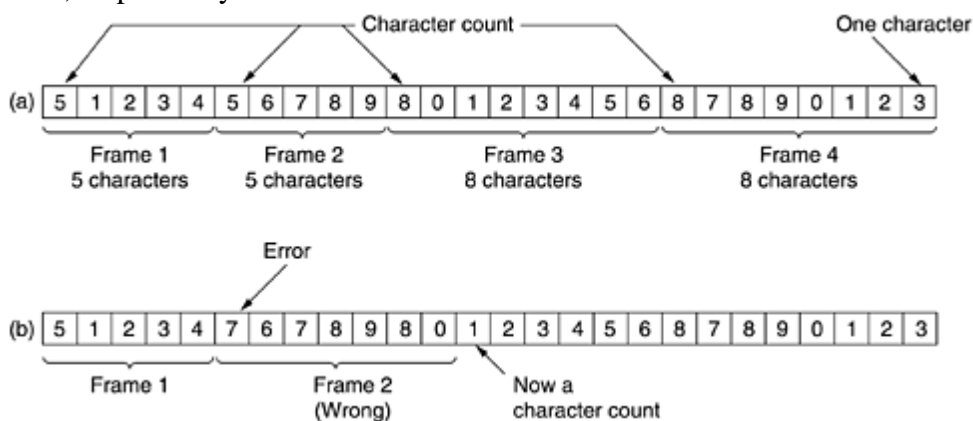 Character count One character
(a) 5 1 2 3 4 5 6 7 8 9 8 0 1 2 3 4 5 6 8 7 8 9 0 1 2 3
Frame 1 Frame 2 Frame 3 Frame 4
5 characters 5 characters 8 characters 8 characters
Error
(b) 5 1 2 3 4 7 6 7 8 9 8 0 1 2 3 4 5 6 8 7 8 9 0 1 2 3
Frame 1 Frame 2 Now a
(Wrong) character count